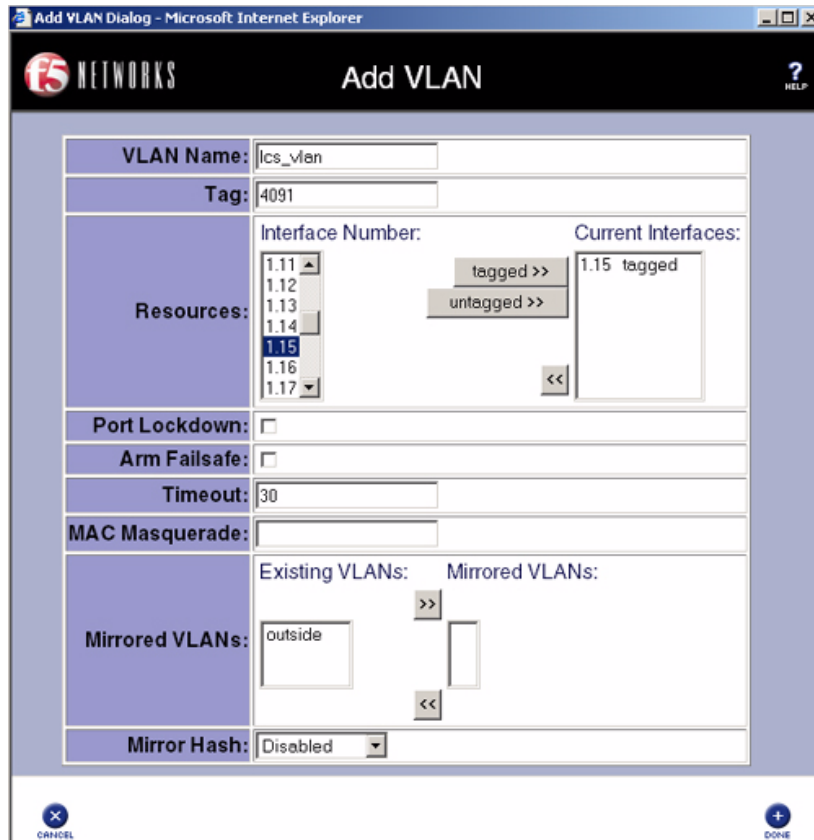 Add VLAN Dialog - Microsoft Internet Explorer
f5 NETWORKS
Add VLAN
?
HELP
VLAN Name: lcs_vlan
Tag: 4091
Resources:
Interface Number:
Current Interfaces:
1.11
1.12
1.13
1.14
1.15
1.16
1.17
tagged >>
untagged >>
<<
1.15 tagged
Port Lockdown:
Arm Failsafe:
Timeout: 30
MAC Masquerade:
Mirrored VLANs:
Existing VLANs:
Mirrored VLANs:
>>
outside
<<
Mirror Hash: Disabled
CANCEL
DONE